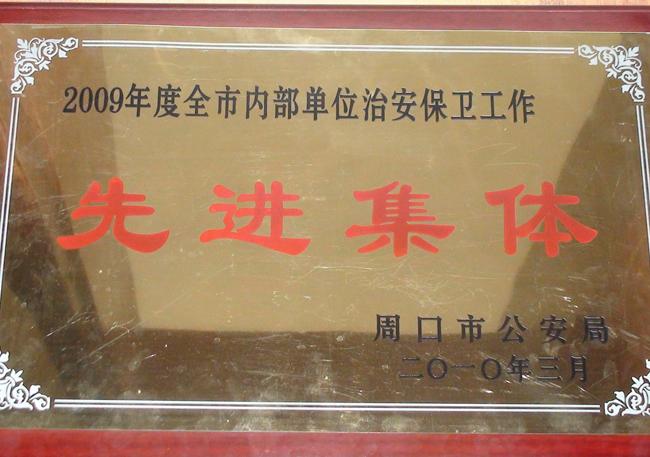 2009年度全市内部单位治安保卫工作
先进集体
周口市公安局
二〇一〇年三月